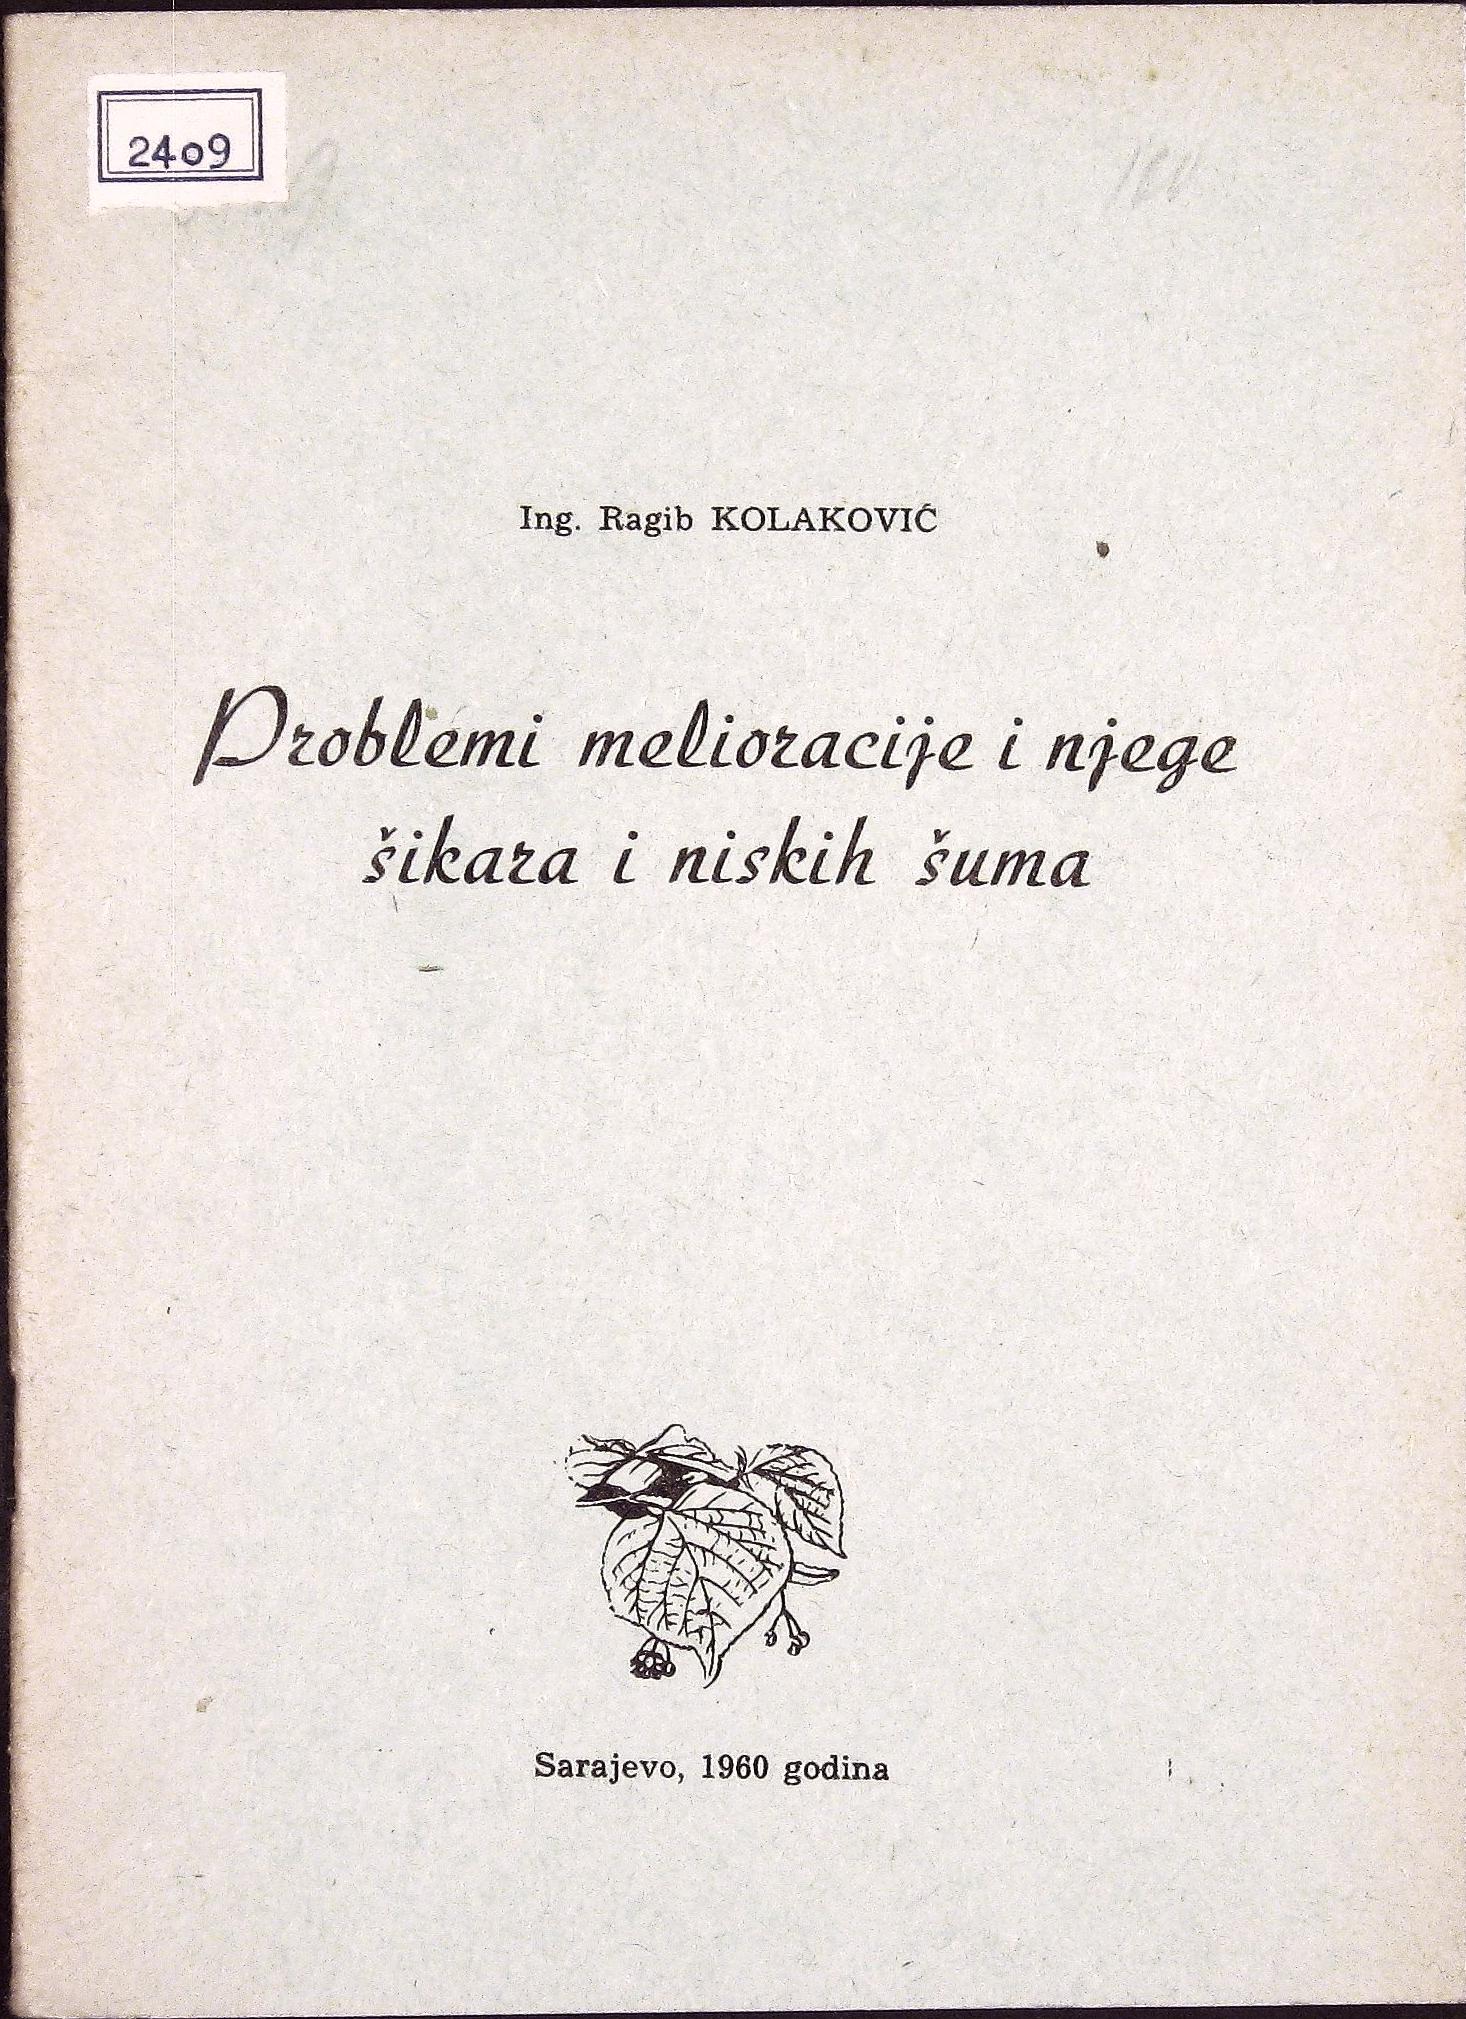 2409
Ing. Ragib KOLAKOVIĆ
Problemi melioracije i njege
šikara i niskih šuma
Sarajevo, 1960 godina